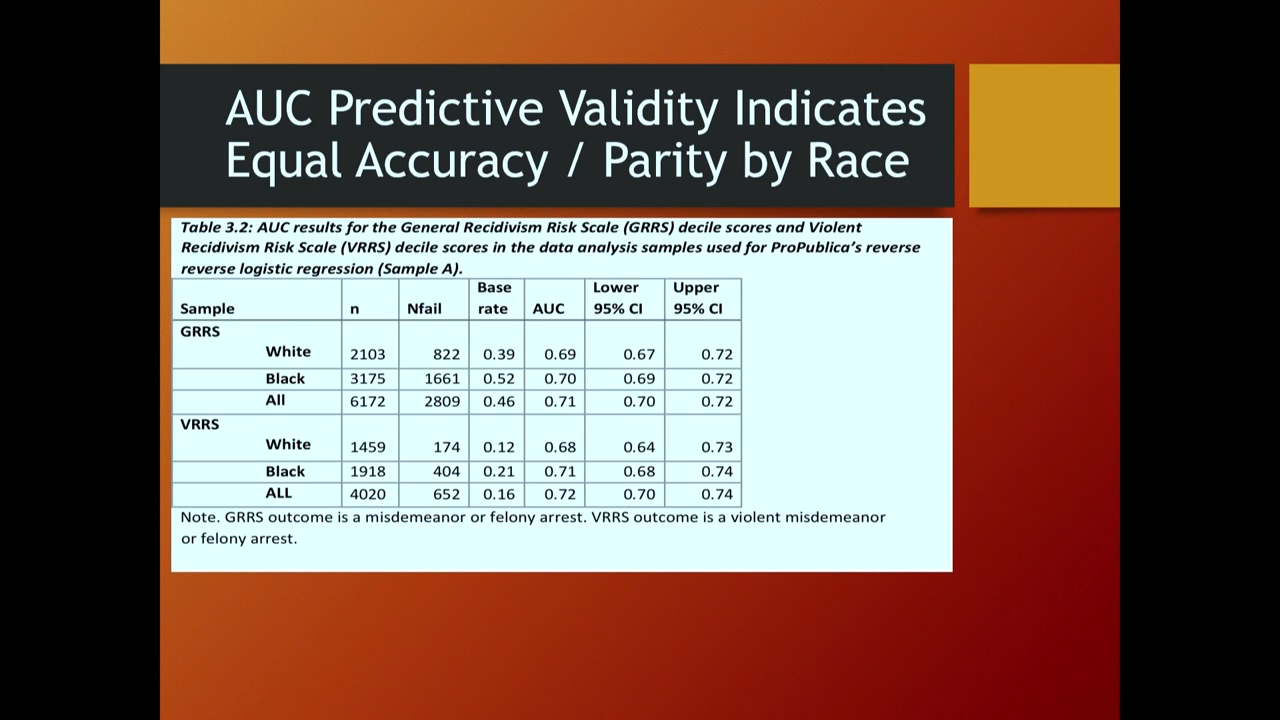 AUC Predictive Validity Indicates
Equal Accuracy / Parity by Race
Table 3.2: AUC results for the General Recidivism Risk Scale (GRRS) decile scores and Violent
Recidivism Risk Scale (VRRS) decile scores in the data analysis samples used for ProPublica's reverse
reverse logistic regression (Sample A).
Sample n Nfail Base rate AUC Lower 95% CI Upper 95% CI
GRRS
White 2103 822 0.39 0.69 0.67 0.72
Black 3175 1661 0.52 0.70 0.69 0.72
All 6172 2809 0.46 0.71 0.70 0.72
VRRS
White 1459 174 0.12 0.68 0.64 0.73
Black 1918 404 0.21 0.71 0.68 0.74
ALL 4020 652 0.16 0.72 0.70 0.74
Note. GRRS outcome is a misdemeanor or felony arrest. VRRS outcome is a violent misdemeanor
or felony arrest.